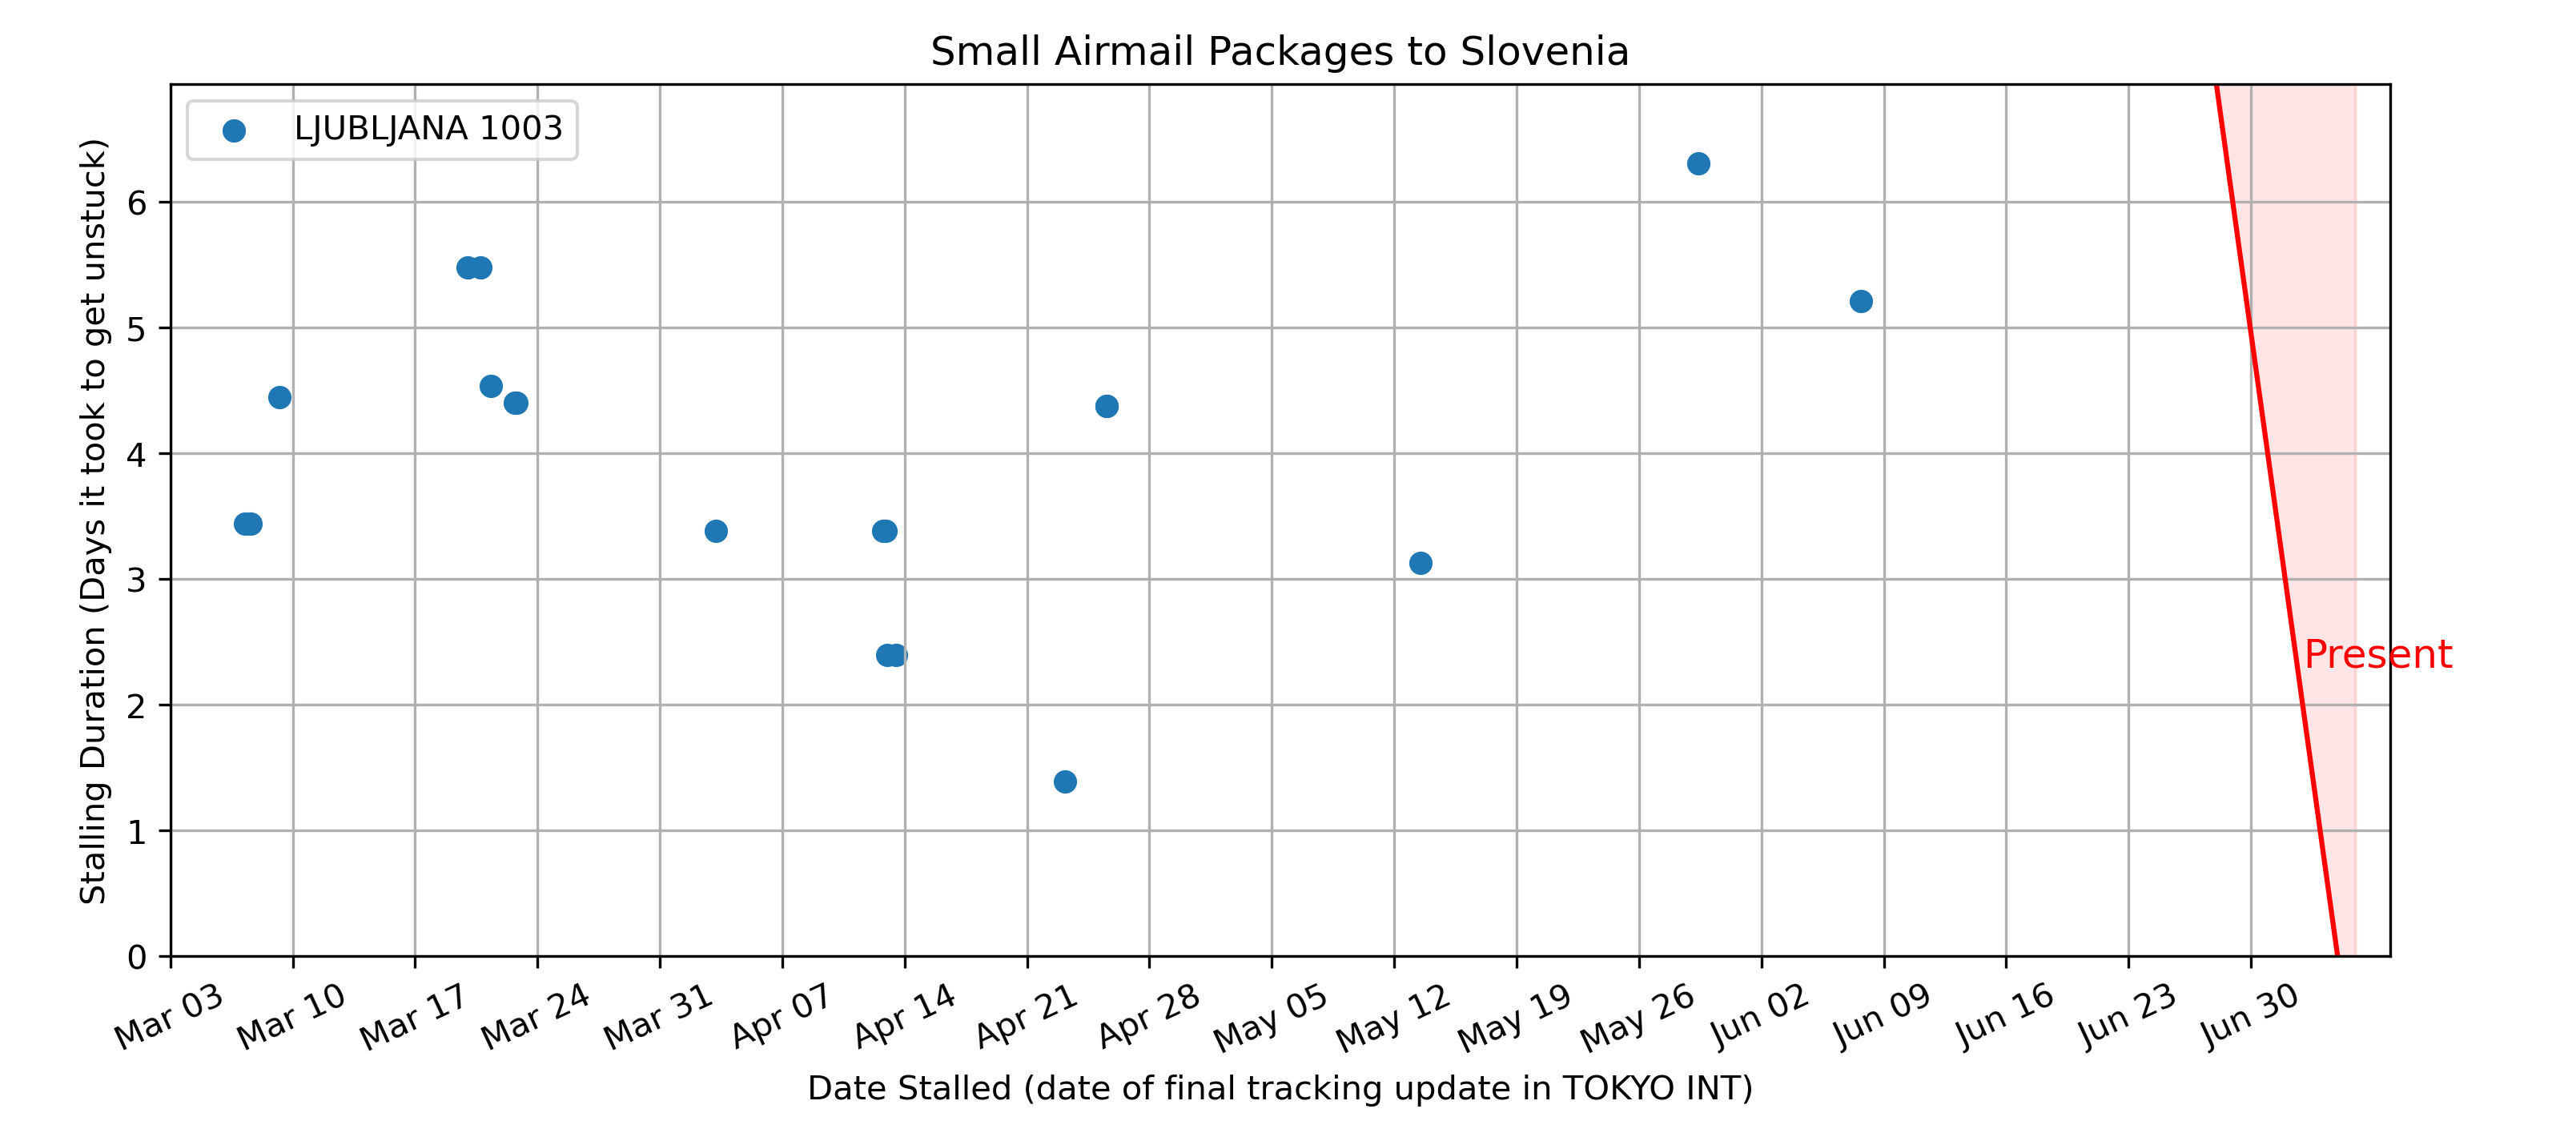 Small Airmail Packages to Slovenia
LJUBLJANA 1003
Stalling Duration (Days it took to get unstuck)
6
5
4
3
2
1
0
Present
Mar 03
Mar 10
Mar 17
Mar 24
Mar 31
Apr 07
Apr 14
Apr 21
Apr 28
May 05
May 12
May 19
May 26
Jun 02
Jun 09
Jun 16
Jun 23
Jun 30
Date Stalled (date of final tracking update in TOKYO INT)